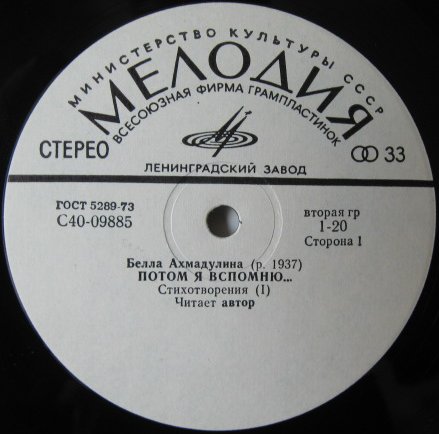 МИНИСТЕРСТВО КУЛЬТУРЫ СССР
МЕЛОДИЯ
ВСЕСОЮЗНАЯ ФИРМА ГРАМПЛАСТИНОК
СТЕРЕО
33
ЛЕНИНГРАДСКИЙ ЗАВОД
ГОСТ 5289-73
С40-09885
вторая гр
1-20
Сторона 1
Белла Ахмадулина (р. 1937)
ПОТОМ Я ВСПОМНЮ...
Стихотворения (I)
Читает автор